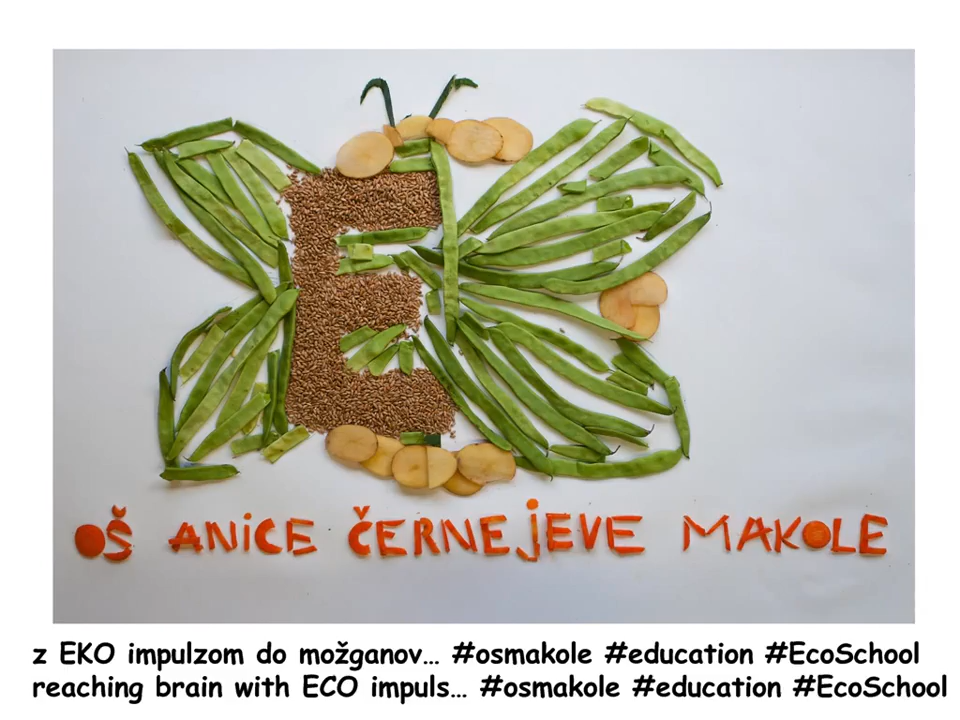 OŠ ANiCE ČERNEjEVE MAKOLE
z EKO impulzom do možganov… #osmakole #education #EcoSchool
reaching brain with ECO impuls… #osmakole #education #EcoSchool